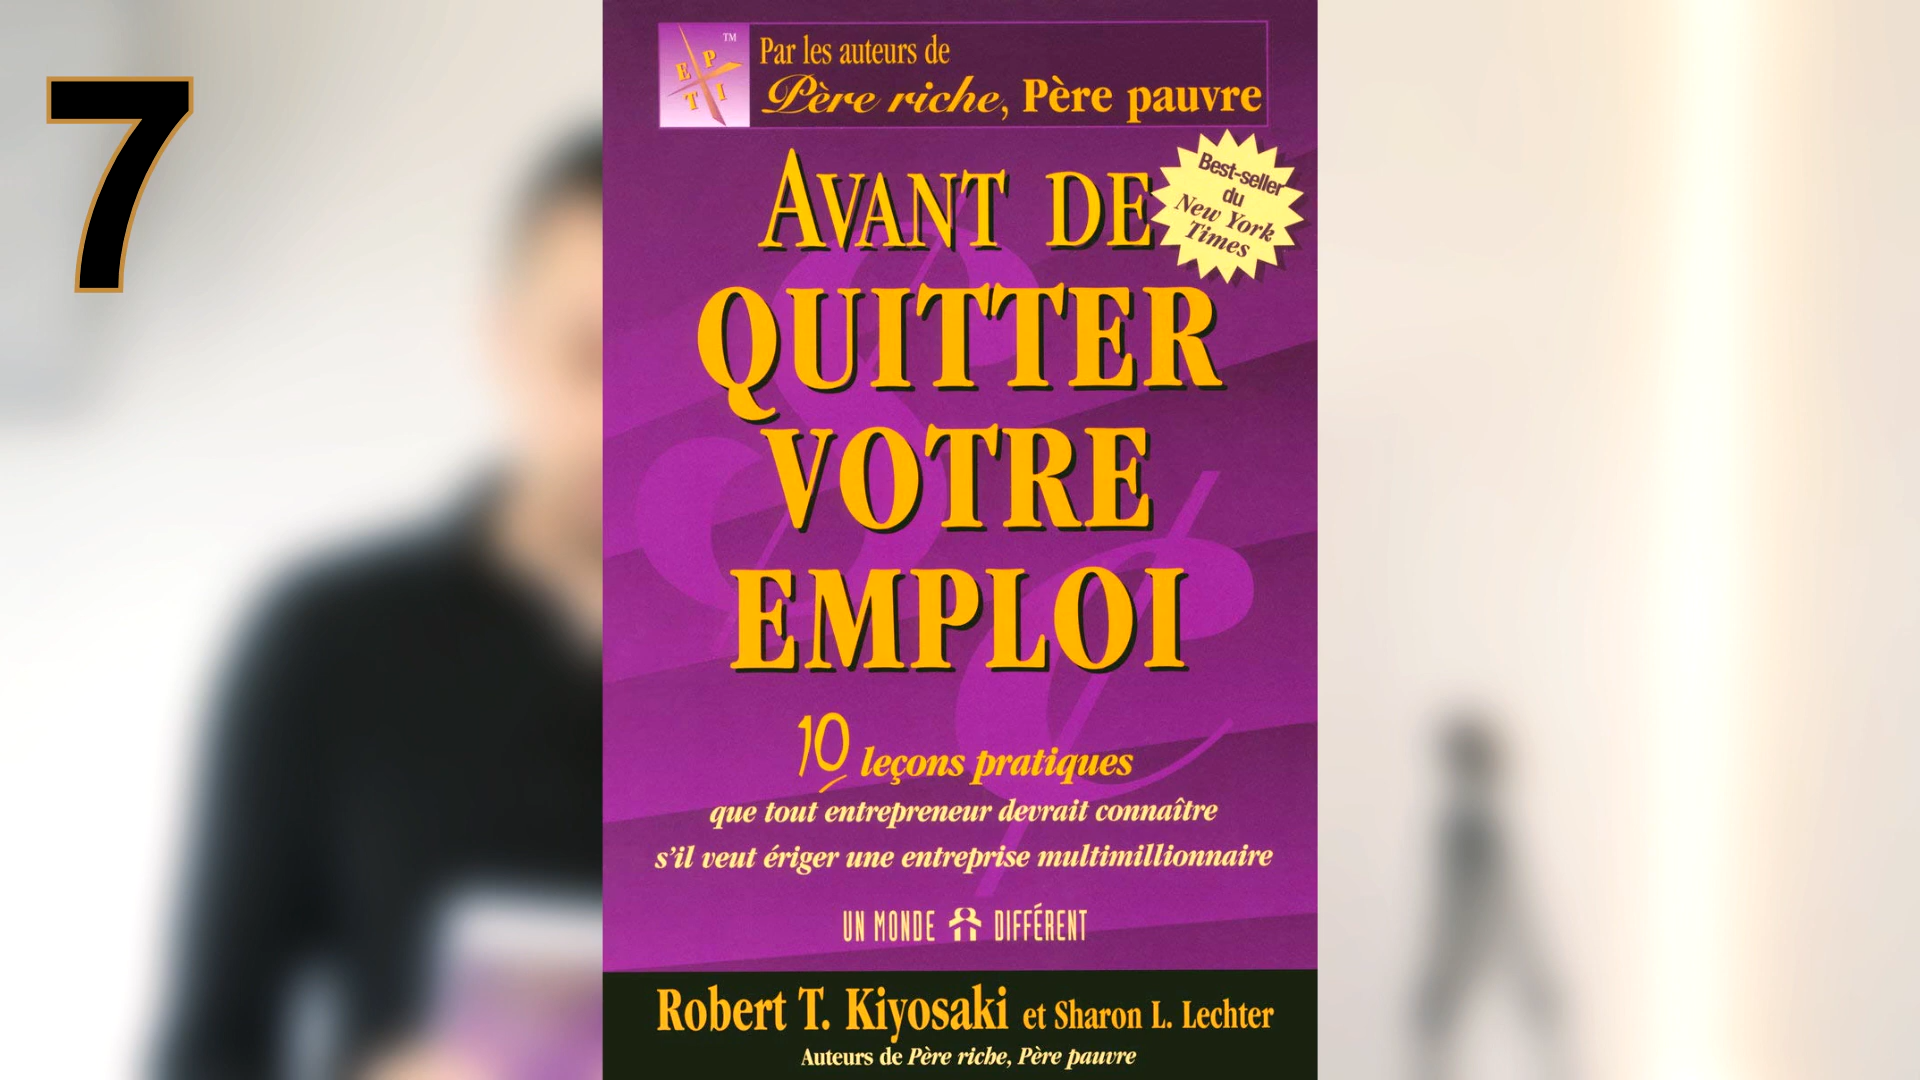 7
E P T I
TM
Par les auteurs de
Père riche, Père pauvre
Best-seller
du
New York
Times
AVANT DE
QUITTER
VOTRE
EMPLOI
10 leçons pratiques
que tout entrepreneur devrait connaître
s'il veut ériger une entreprise multimillionnaire
UN MONDE DIFFÉRENT
Robert T. Kiyosaki et Sharon L. Lechter
Auteurs de Père riche, Père pauvre